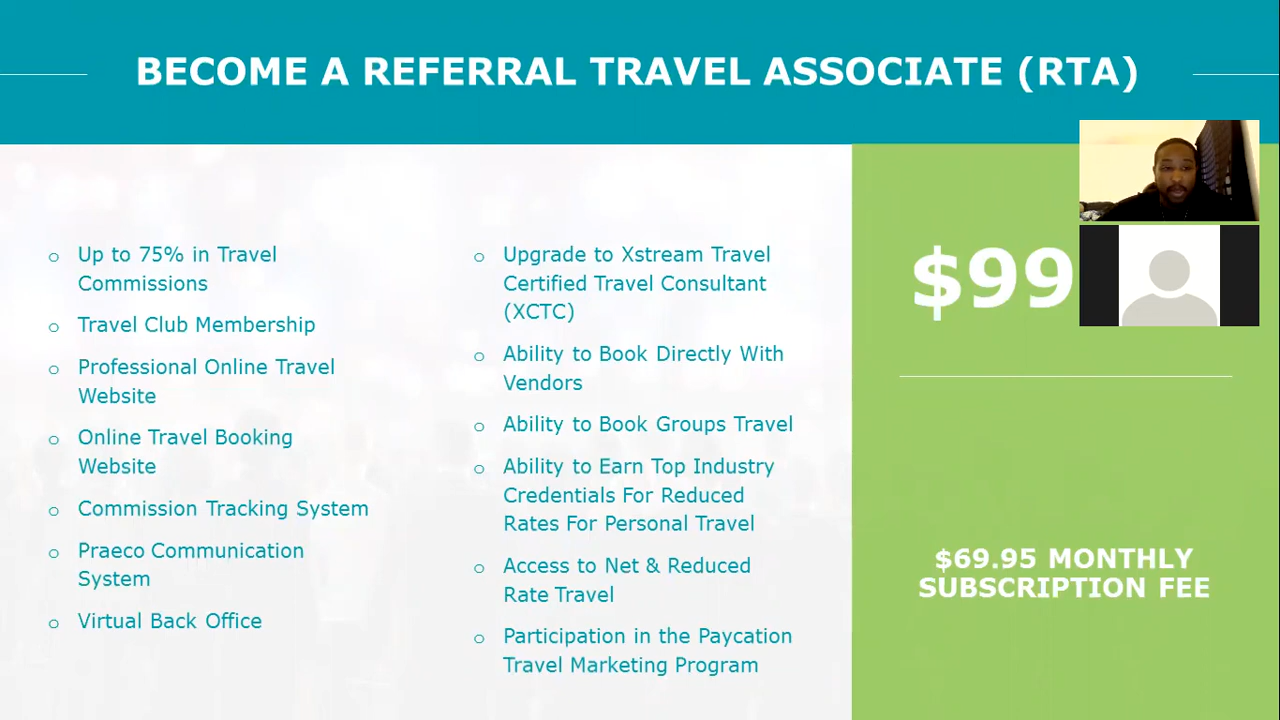 BECOME A REFERRAL TRAVEL ASSOCIATE (RTA)
o Up to 75% in Travel
Commissions
o Travel Club Membership
o Professional Online Travel
Website
o Online Travel Booking
Website
o Commission Tracking System
o Praeco Communication
System
o Virtual Back Office
o Upgrade to Xstream Travel
Certified Travel Consultant
(XCTC)
o Ability to Book Directly With
Vendors
o Ability to Book Groups Travel
o Ability to Earn Top Industry
Credentials For Reduced
Rates For Personal Travel
o Access to Net & Reduced
Rate Travel
o Participation in the Paycation
Travel Marketing Program
$99
$69.95 MONTHLY
SUBSCRIPTION FEE